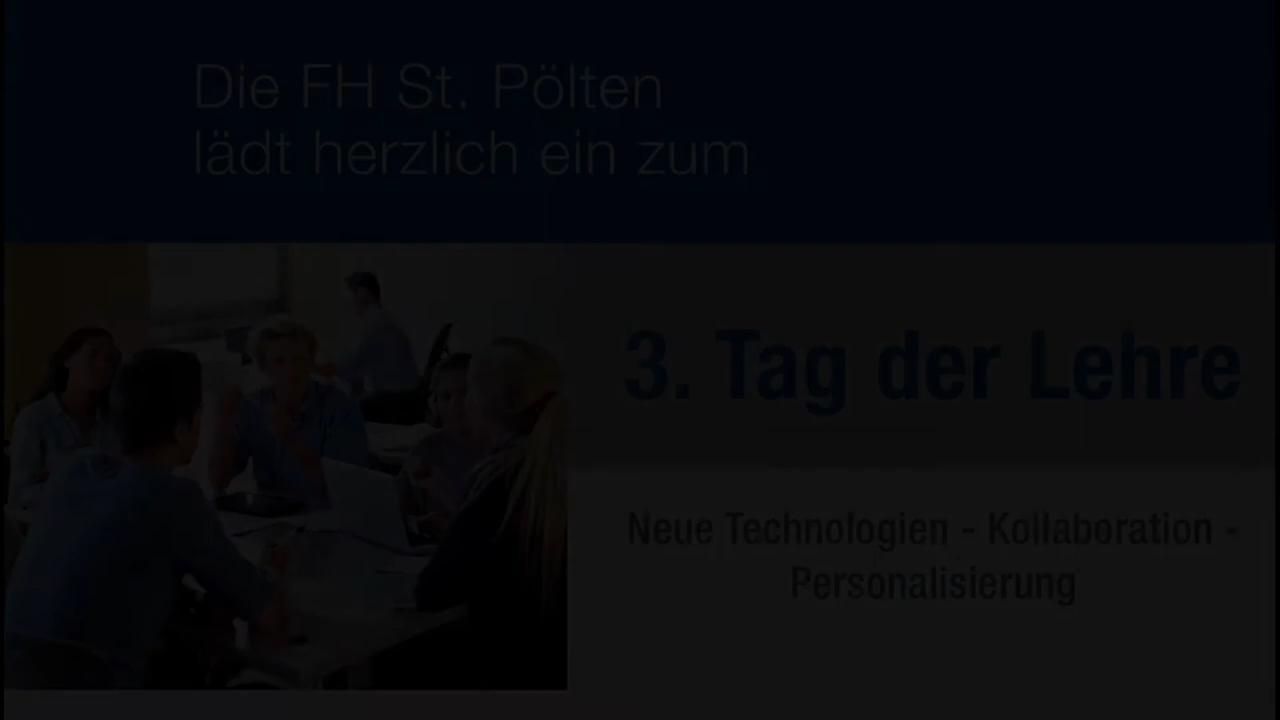 Die FH St. Pölten
lädt herzlich ein zum
3. Tag der Lehre
Neue Technologien - Kollaboration -
Personalisierung